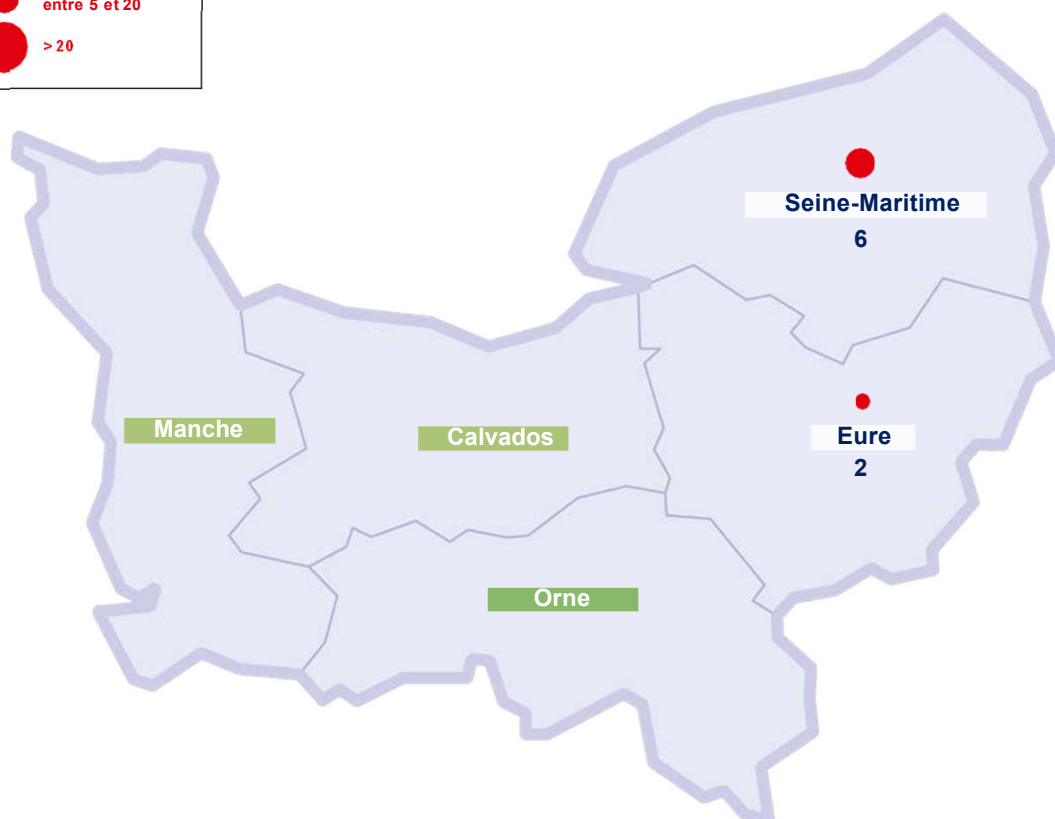 entre 5 et 20
> 20
Seine-Maritime
6
Manche
Calvados
Eure
2
Orne